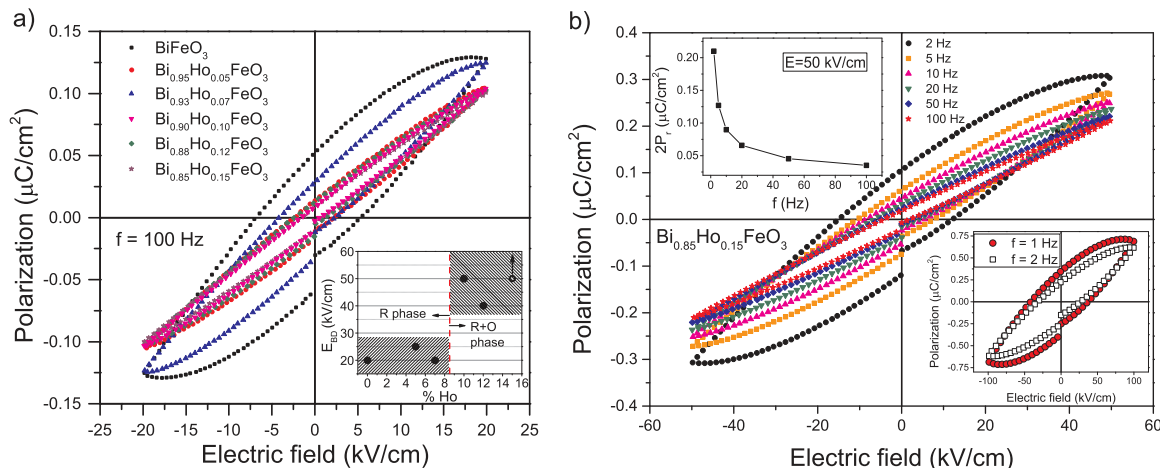 a)
Polarization (μC/cm²)
0.15
0.10
0.05
0.00
-0.05
-0.10
-0.15
BiFeO₃
Bi₀.₉₅Ho₀.₀₅FeO₃
Bi₀.₉₃Ho₀.₀₇FeO₃
Bi₀.₉₀Ho₀.₁₀FeO₃
Bi₀.₈₈Ho₀.₁₂FeO₃
Bi₀.₈₅Ho₀.₁₅FeO₃
f = 100 Hz
E_BD (kV/cm)
60
50
40
30
20
R phase
R+O
phase
0 2 4 6 8 10 12 14 16
% Ho
-25 -20 -15 -10 -5 0 5 10 15 20 25
Electric field (kV/cm)
b)
Polarization (μC/cm²)
0.4
0.3
0.2
0.1
0.0
-0.1
-0.2
-0.3
-0.4
2Pᵣ (μC/cm²)
0.20
0.15
0.10
0.05
E=50 kV/cm
0 20 40 60 80 100
f (Hz)
2 Hz
5 Hz
10 Hz
20 Hz
50 Hz
100 Hz
Bi₀.₈₅Ho₀.₁₅FeO₃
Polarization (μC/cm²)
0.75
0.50
0.25
0.00
-0.25
-0.50
-0.75
f = 1 Hz
f = 2 Hz
-100 -50 0 50 100
Electric field (kV/cm)
-60 -40 -20 0 20 40 60
Electric field (kV/cm)